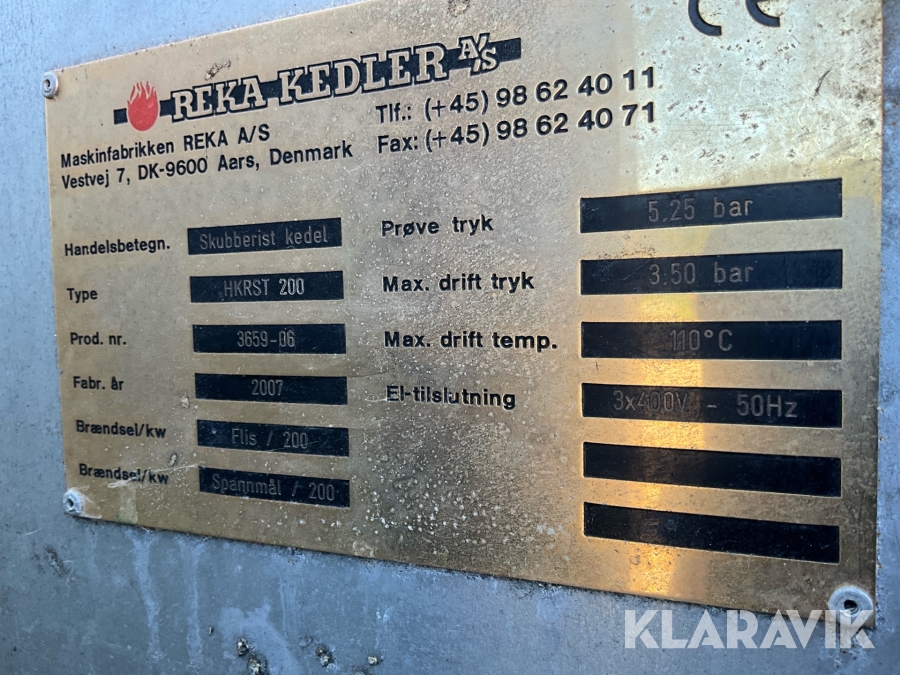 CE
REKA KEDLER A/S
Maskinfabrikken REKA A/S
Vestvej 7, DK-9600 Aars, Denmark
Tlf.: (+45) 98 62 40 11
Fax: (+45) 98 62 40 71
Handelsbetegn. Skubberist kedel
Type HKRST 200
Prod. nr. 3659-06
Fabr. år 2007
Brændsel/kw Flis / 200
Brændsel/kw Spannmål / 200
Prøve tryk 5.25 bar
Max. drift tryk 3.50 bar
Max. drift temp. 110°C
El-tilslutning 3x400V - 50Hz
KLARAVIK